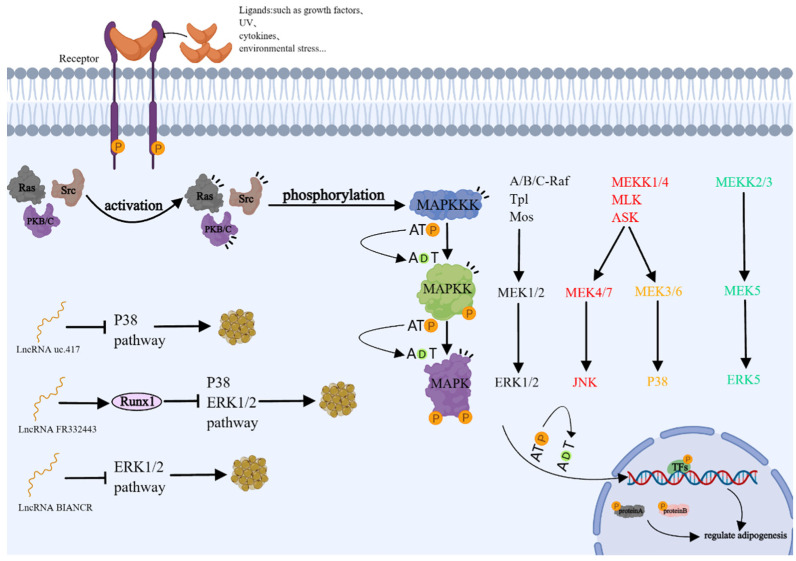 Ligands:such as growth factors、
UV、
cytokines、
environmental stress...
Receptor
P
P
Ras
Src
PKB/C
activation
Ras
Src
PKB/C
phosphorylation
MAPKKK
ATP
ADT
MAPKK
P
ATP
ADT
MAPK
P P
A/B/C-Raf
Tpl
Mos
MEK1/2
ERK1/2
MEKK1/4
MLK
ASK
MEK4/7
JNK
MEK3/6
P38
MEKK2/3
MEK5
ERK5
LncRNA uc.417
P38
pathway
LncRNA FR332443
Runx1
P38
ERK1/2
pathway
LncRNA BIANCR
ERK1/2
pathway
ATP
ADT
P
TFs
P
proteinA
P
proteinB
regulate adipogenesis